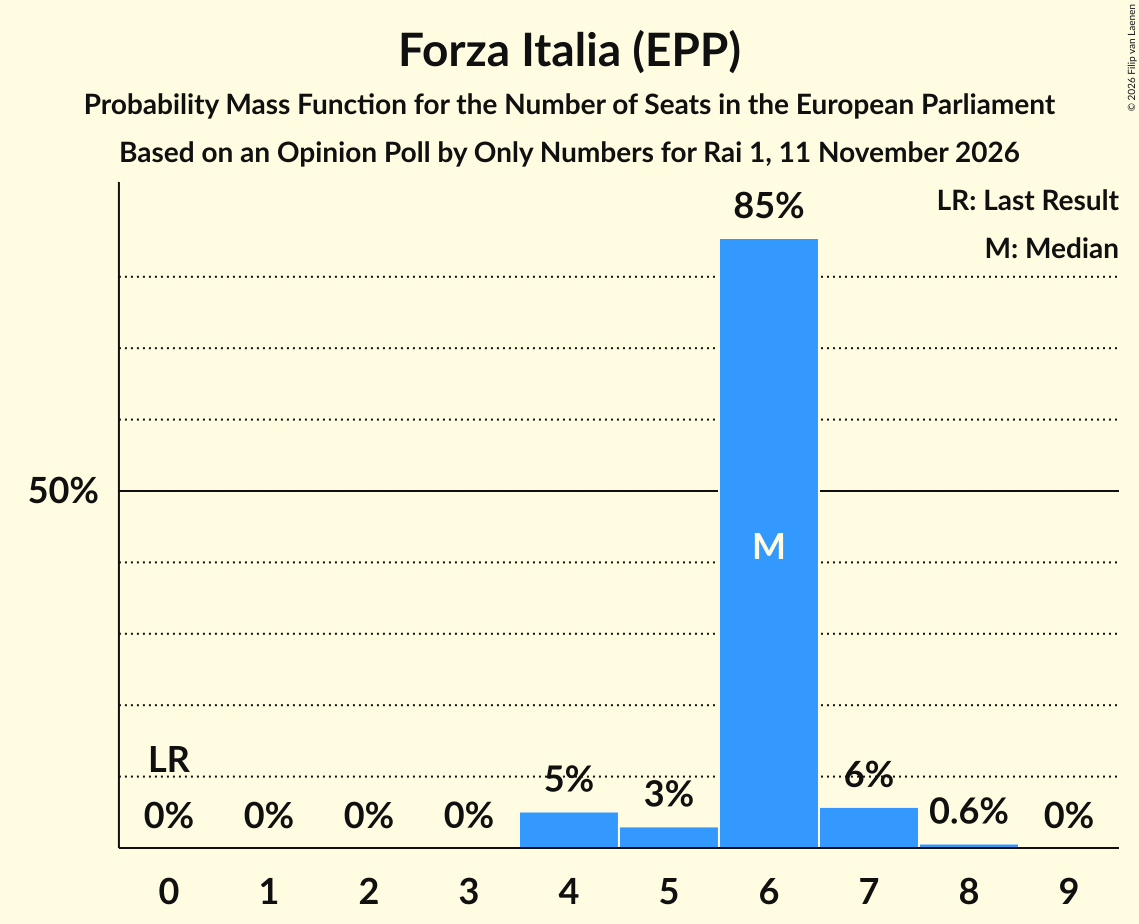 Forza Italia (EPP)
Probability Mass Function for the Number of Seats in the European Parliament
Based on an Opinion Poll by Only Numbers for Rai 1, 11 November 2026
© 2026 Filip van Laenen
LR: Last Result
M: Median
85%
50%
M
LR
0%
0%
0%
0%
5%
3%
6%
0.6%
0%
0 1 2 3 4 5 6 7 8 9